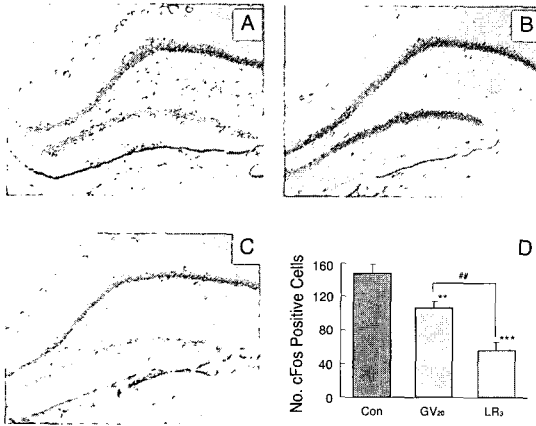 A
B
C
D
No. cFos Positive Cells
160
120
80
40
0
##
**
***
Con
GV₂₀
LR₃